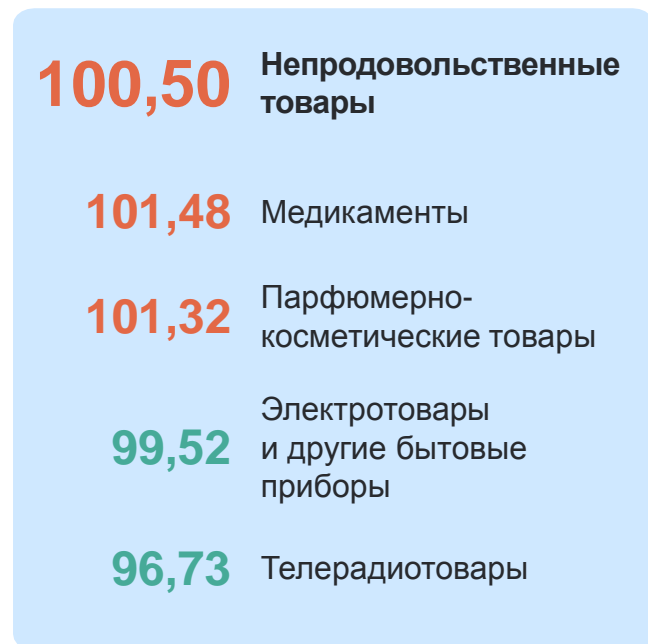 100,50 Непродовольственные
товары
101,48 Медикаменты
101,32 Парфюмерно-
косметические товары
99,52 Электротовары
и другие бытовые
приборы
96,73 Телерадиотовары